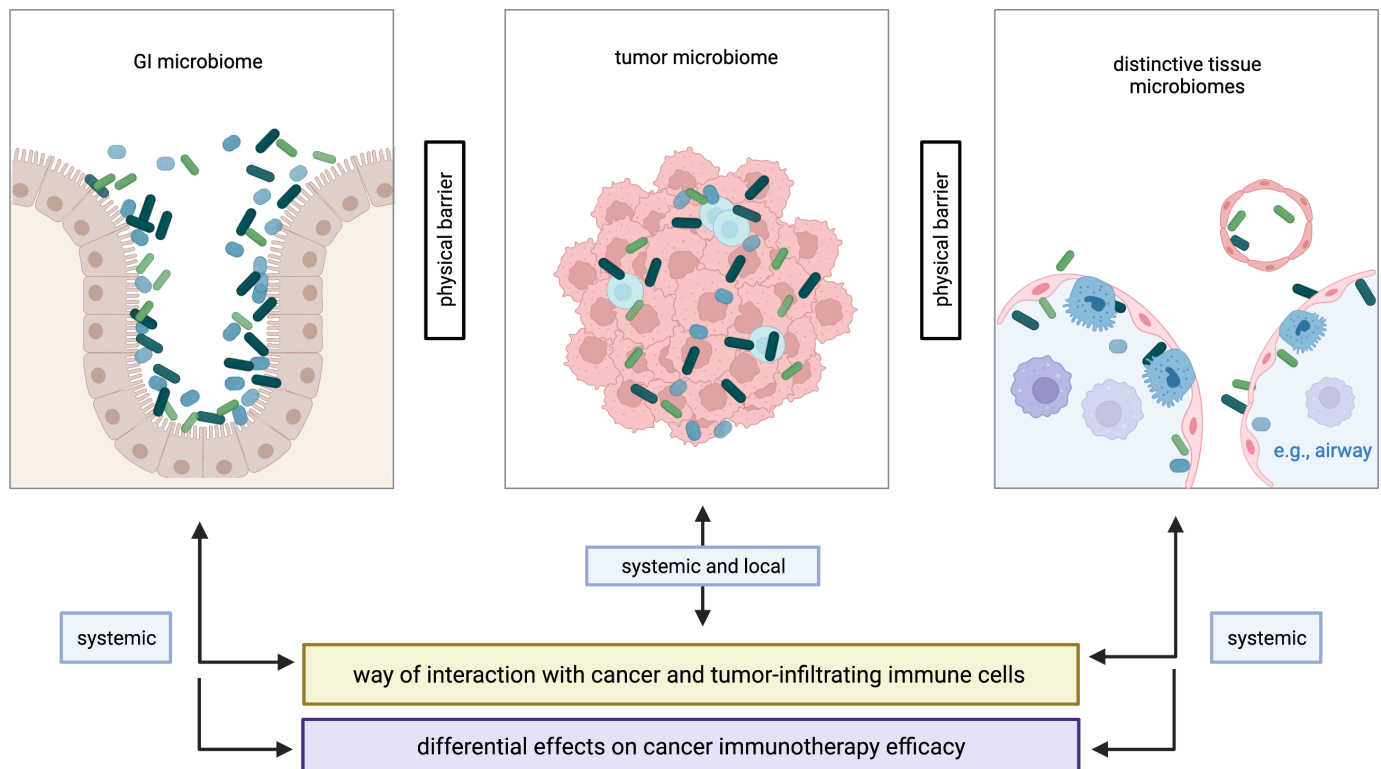 GI microbiome
tumor microbiome
distinctive tissue
microbiomes
physical barrier
physical barrier
e.g., airway
systemic and local
systemic
systemic
way of interaction with cancer and tumor-infiltrating immune cells
differential effects on cancer immunotherapy efficacy